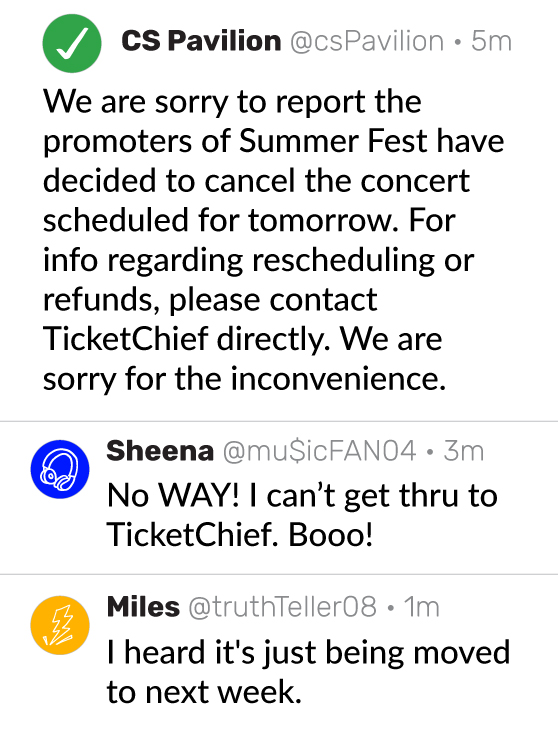 CS Pavilion @csPavilion • 5m
We are sorry to report the
promoters of Summer Fest have
decided to cancel the concert
scheduled for tomorrow. For
info regarding rescheduling or
refunds, please contact
TicketChief directly. We are
sorry for the inconvenience.
Sheena @mu$icFAN04 • 3m
No WAY! I can’t get thru to
TicketChief. Booo!
Miles @truthTeller08 • 1m
I heard it's just being moved
to next week.